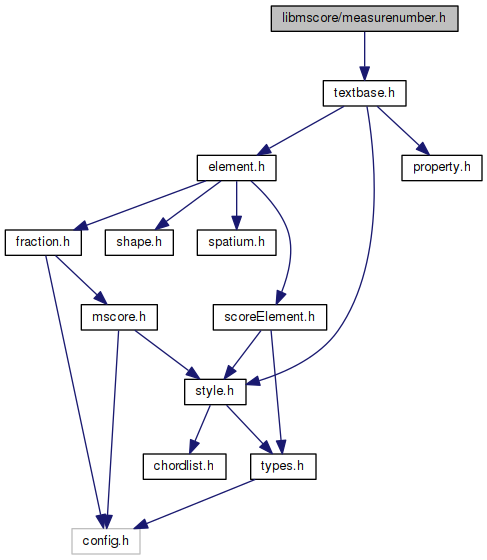 libmscore/measurenumber.h
textbase.h
element.h
property.h
fraction.h
shape.h
spatium.h
mscore.h
scoreElement.h
style.h
chordlist.h
types.h
config.h